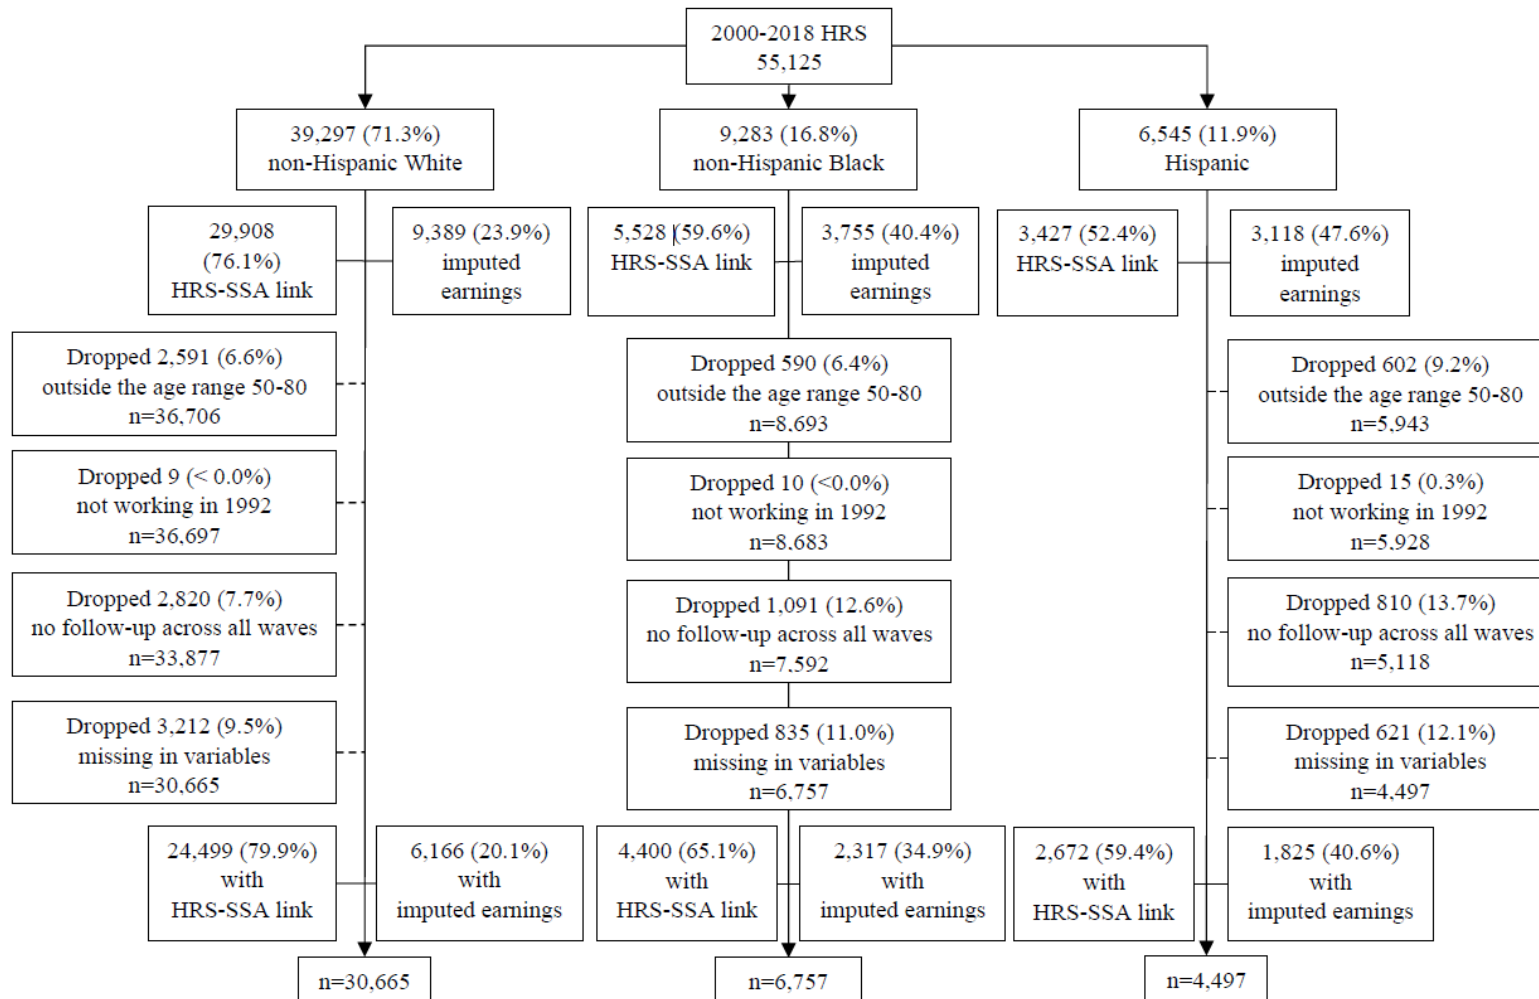 2000-2018 HRS
55,125
39,297 (71.3%)
non-Hispanic White
9,283 (16.8%)
non-Hispanic Black
6,545 (11.9%)
Hispanic
29,908
(76.1%)
HRS-SSA link
9,389 (23.9%)
imputed
earnings
5,528 (59.6%)
HRS-SSA link
3,755 (40.4%)
imputed
earnings
3,427 (52.4%)
HRS-SSA link
3,118 (47.6%)
imputed
earnings
Dropped 2,591 (6.6%)
outside the age range 50-80
n=36,706
Dropped 590 (6.4%)
outside the age range 50-80
n=8,693
Dropped 602 (9.2%)
outside the age range 50-80
n=5,943
Dropped 9 (< 0.0%)
not working in 1992
n=36,697
Dropped 10 (<0.0%)
not working in 1992
n=8,683
Dropped 15 (0.3%)
not working in 1992
n=5,928
Dropped 2,820 (7.7%)
no follow-up across all waves
n=33,877
Dropped 1,091 (12.6%)
no follow-up across all waves
n=7,592
Dropped 810 (13.7%)
no follow-up across all waves
n=5,118
Dropped 3,212 (9.5%)
missing in variables
n=30,665
Dropped 835 (11.0%)
missing in variables
n=6,757
Dropped 621 (12.1%)
missing in variables
n=4,497
24,499 (79.9%)
with
HRS-SSA link
6,166 (20.1%)
with
imputed earnings
4,400 (65.1%)
with
HRS-SSA link
2,317 (34.9%)
with
imputed earnings
2,672 (59.4%)
with
HRS-SSA link
1,825 (40.6%)
with
imputed earnings
n=30,665
n=6,757
n=4,497